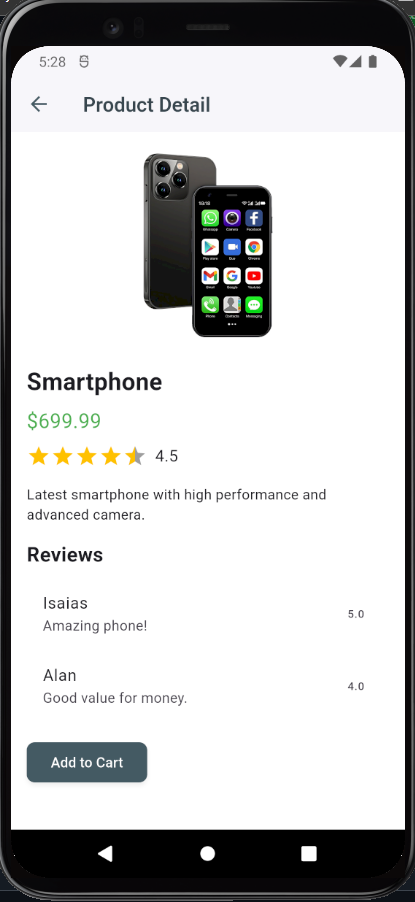 5:28
Product Detail
Smartphone
$699.99
4.5
Latest smartphone with high performance and
advanced camera.
Reviews
Isaias
5.0
Amazing phone!
Alan
4.0
Good value for money.
Add to Cart